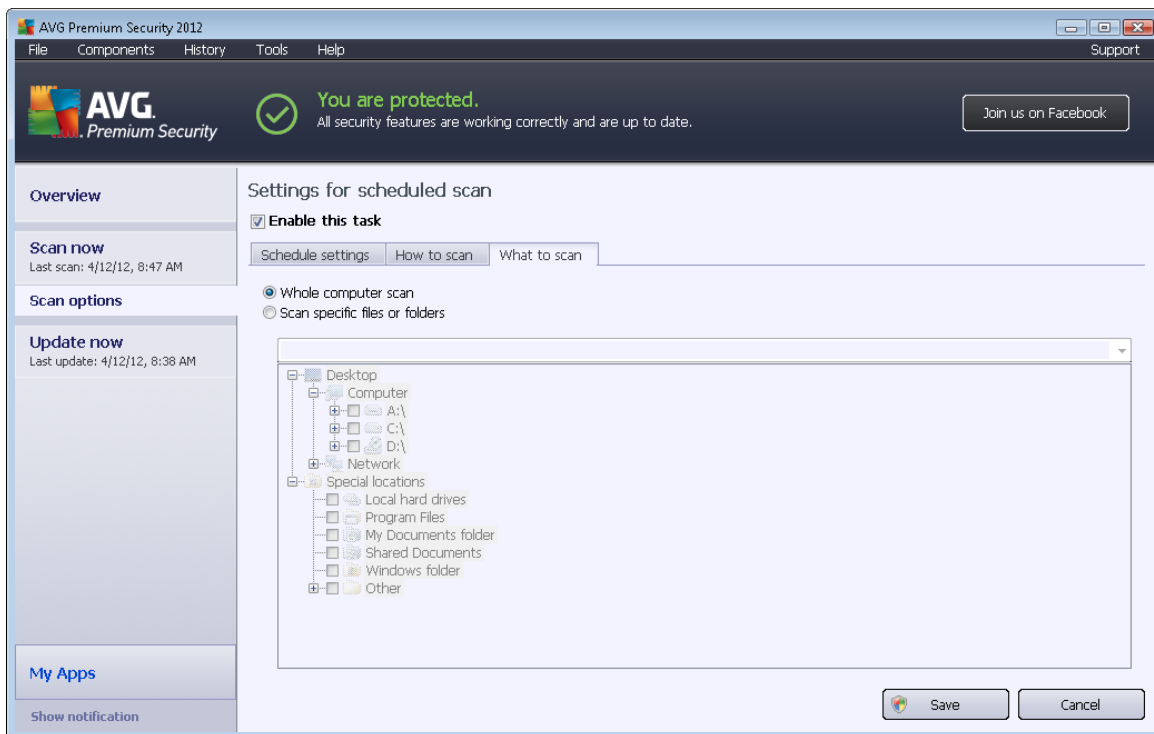 AVG Premium Security 2012
File Components History Tools Help Support
AVG.
Premium Security
You are protected.
All security features are working correctly and are up to date.
Join us on Facebook
Overview
Scan now
Last scan: 4/12/12, 8:47 AM
Scan options
Update now
Last update: 4/12/12, 8:38 AM
My Apps
Show notification
Settings for scheduled scan
Enable this task
Schedule settings How to scan What to scan
Whole computer scan
Scan specific files or folders
Desktop
Computer
A:\
C:\
D:\
Network
Special locations
Local hard drives
Program Files
My Documents folder
Shared Documents
Windows folder
Other
Save Cancel